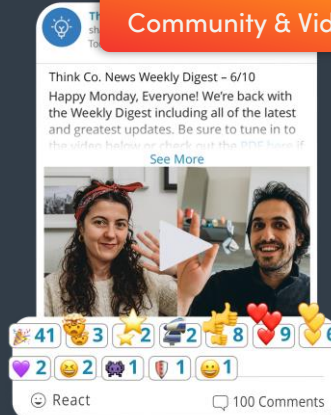 Community & Vid
Th
Think Co. News Weekly Digest – 6/10
Happy Monday, Everyone! We're back with
the Weekly Digest including all of the latest
and greatest updates. Be sure to tune in to
the video below or check out the PDF here if
See More
41 3 2 2 8 9 6
2 2 1 1 1
React
100 Comments